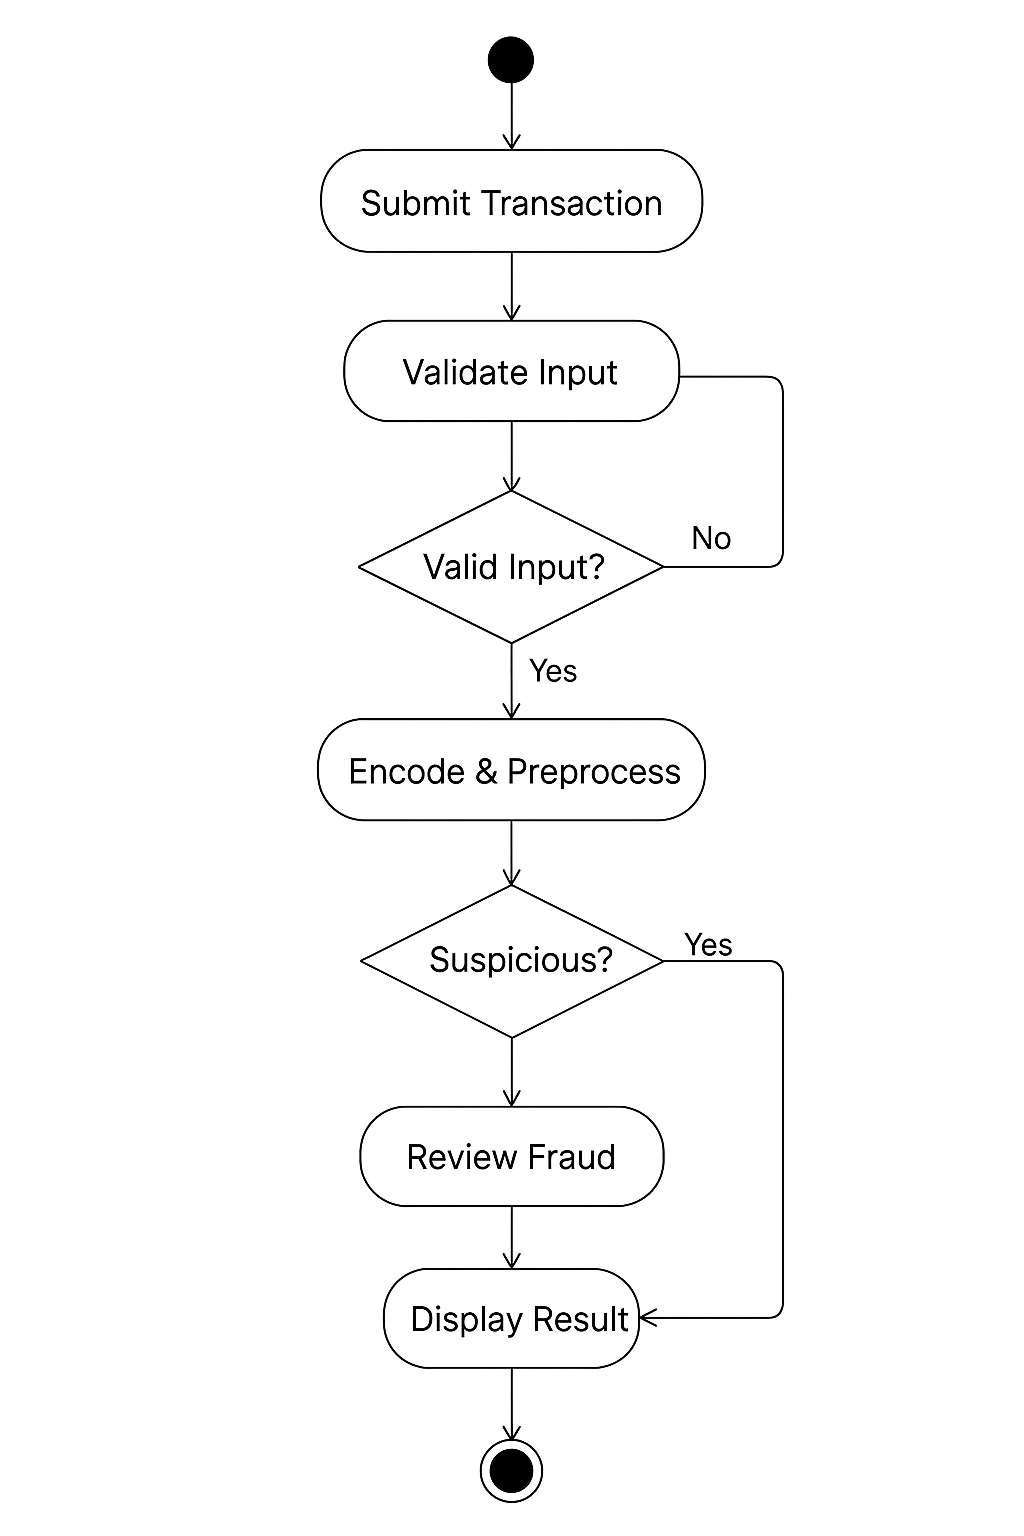 Submit Transaction
Validate Input
Valid Input?
No
Yes
Encode & Preprocess
Suspicious?
Yes
Review Fraud
Display Result